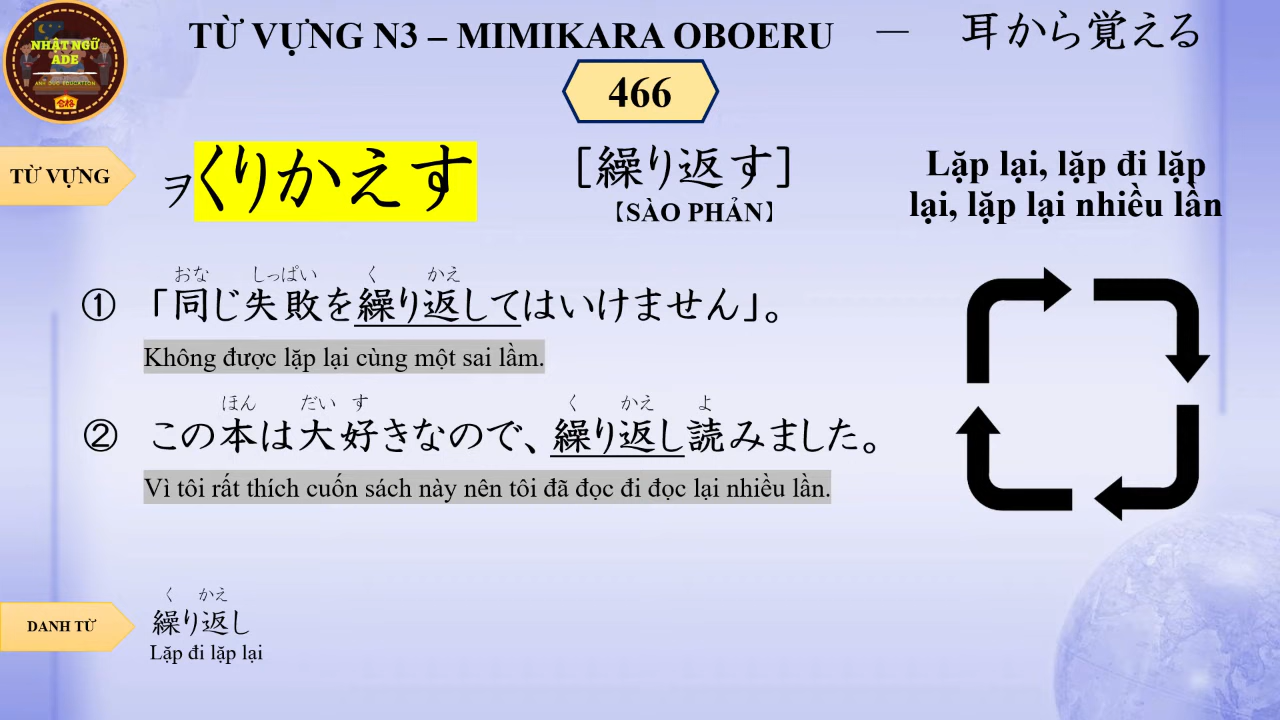 NHẬT NGỮ
ADE
ANH DUC EDUCATION
合格
TỪ VỰNG N3 – MIMIKARA OBOERU — 耳から覚える
466
TỪ VỰNG
ヲくりかえす
[繰り返す]
【SÀO PHẢN】
Lặp lại, lặp đi lặp
lại, lặp lại nhiều lần
おな しっぱい く かえ
① 「同じ失敗を繰り返してはいけません」。
Không được lặp lại cùng một sai lầm.
ほん だい す く かえ よ
② この本は大好きなので、繰り返し読みました。
Vì tôi rất thích cuốn sách này nên tôi đã đọc đi đọc lại nhiều lần.
DANH TỪ
く かえ
繰り返し
Lặp đi lặp lại